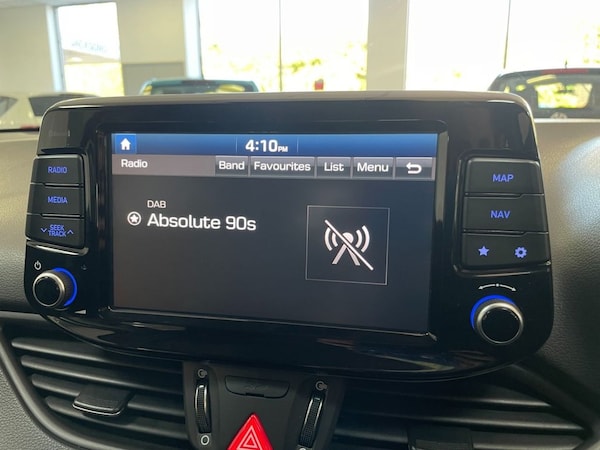 4:10PM
Radio Band Favourites List Menu
DAB
Absolute 90s
RADIO
MEDIA
SEEK
TRACK
MAP
NAV